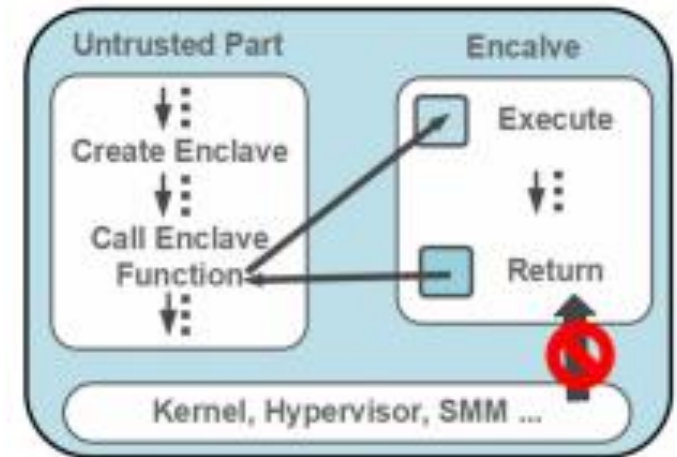 Untrusted Part
Create Enclave
Call Enclave
Function
Encalve
Execute
Return
Kernel, Hypervisor, SMM ...